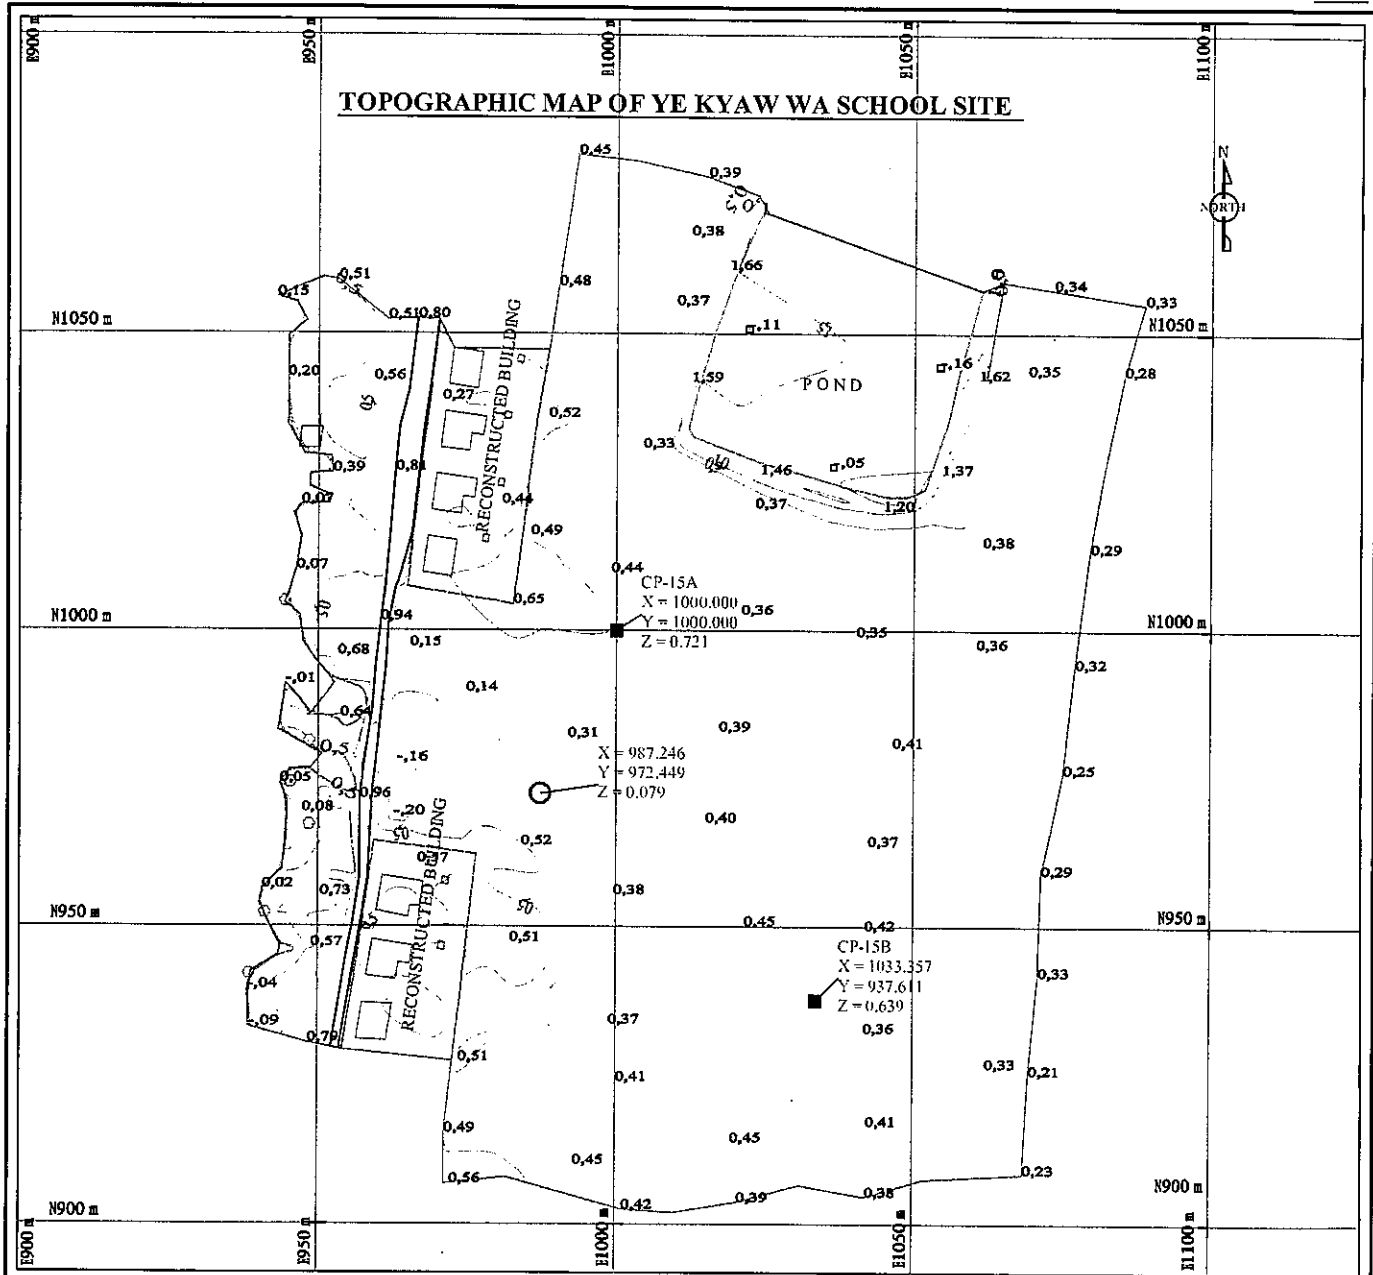 E900 m
E950 m
E1000 m
E1050 m
E1100 m
TOPOGRAPHIC MAP OF YE KYAW WA SCHOOL SITE
N
NORTH
0,45
0,39
0,38
1,66
0,48
0,37
0,51
0,15
0,51 0,80
0,34
0,33
N1050 m
N1050 m
.11
.16
0,20
0,56
0,27
1,59
POND
1,62
0,35
0,28
RECONSTRUCTED BUILDING
0,52
0,33
0,39
0,81
1,46
.05
1,37
0,07
0,44
0,37
1,20
0,49
0,38
0,29
0,07
0,44
CP-15A
X = 1000.000
Y = 1000.000
Z = 0.721
0,65
0,36
0,94
N1000 m
N1000 m
0,15
0,35
0,36
0,68
0,32
-,01
0,14
0,64
0,31
0,39
0,41
0,5
-,16
X = 987.246
Y = 972.449
Z = 0.079
0,05
0,96
0,25
0,08
-,20
0,40
0,52
0,37
RECONSTRUCTED BUILDING
0,02
0,73
0,38
0,29
N950 m
N950 m
0,45
0,42
0,57
0,51
CP-15B
X = 1033.357
Y = 937.611
Z = 0.639
-,04
0,33
-,09
0,37
0,36
0,79
0,51
0,41
0,33
0,21
0,49
0,45
0,41
0,45
0,56
0,42
0,39
0,38
0,23
N900 m
N900 m
E900 m
E950 m
E1000 m
E1050 m
E1100 m